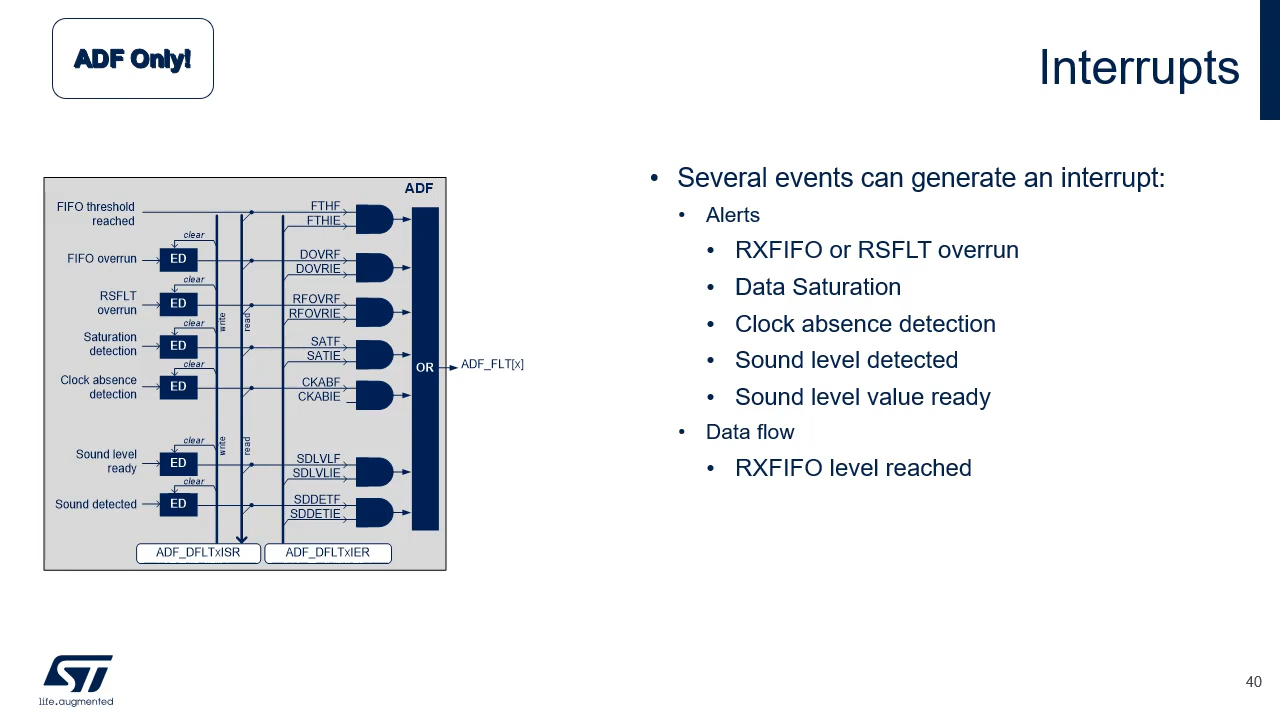 ADF Only!
Interrupts
ADF
FIFO threshold
reached
FTHF
FTHIE
clear
FIFO overrun
ED
DOVRF
DOVRIE
clear
RSFLT
overrun
ED
RFOVRF
RFOVRIE
clear
write
read
Saturation
detection
ED
SATF
SATIE
clear
Clock absence
detection
ED
CKABF
CKABIE
OR
ADF_FLT[x]
clear
write
read
Sound level
ready
ED
SDLVLF
SDLVLIE
clear
Sound detected
ED
SDDETF
SDDETIE
ADF_DFLTxISR
ADF_DFLTxIER
• Several events can generate an interrupt:
• Alerts
• RXFIFO or RSFLT overrun
• Data Saturation
• Clock absence detection
• Sound level detected
• Sound level value ready
• Data flow
• RXFIFO level reached
ST
life.augmented
40